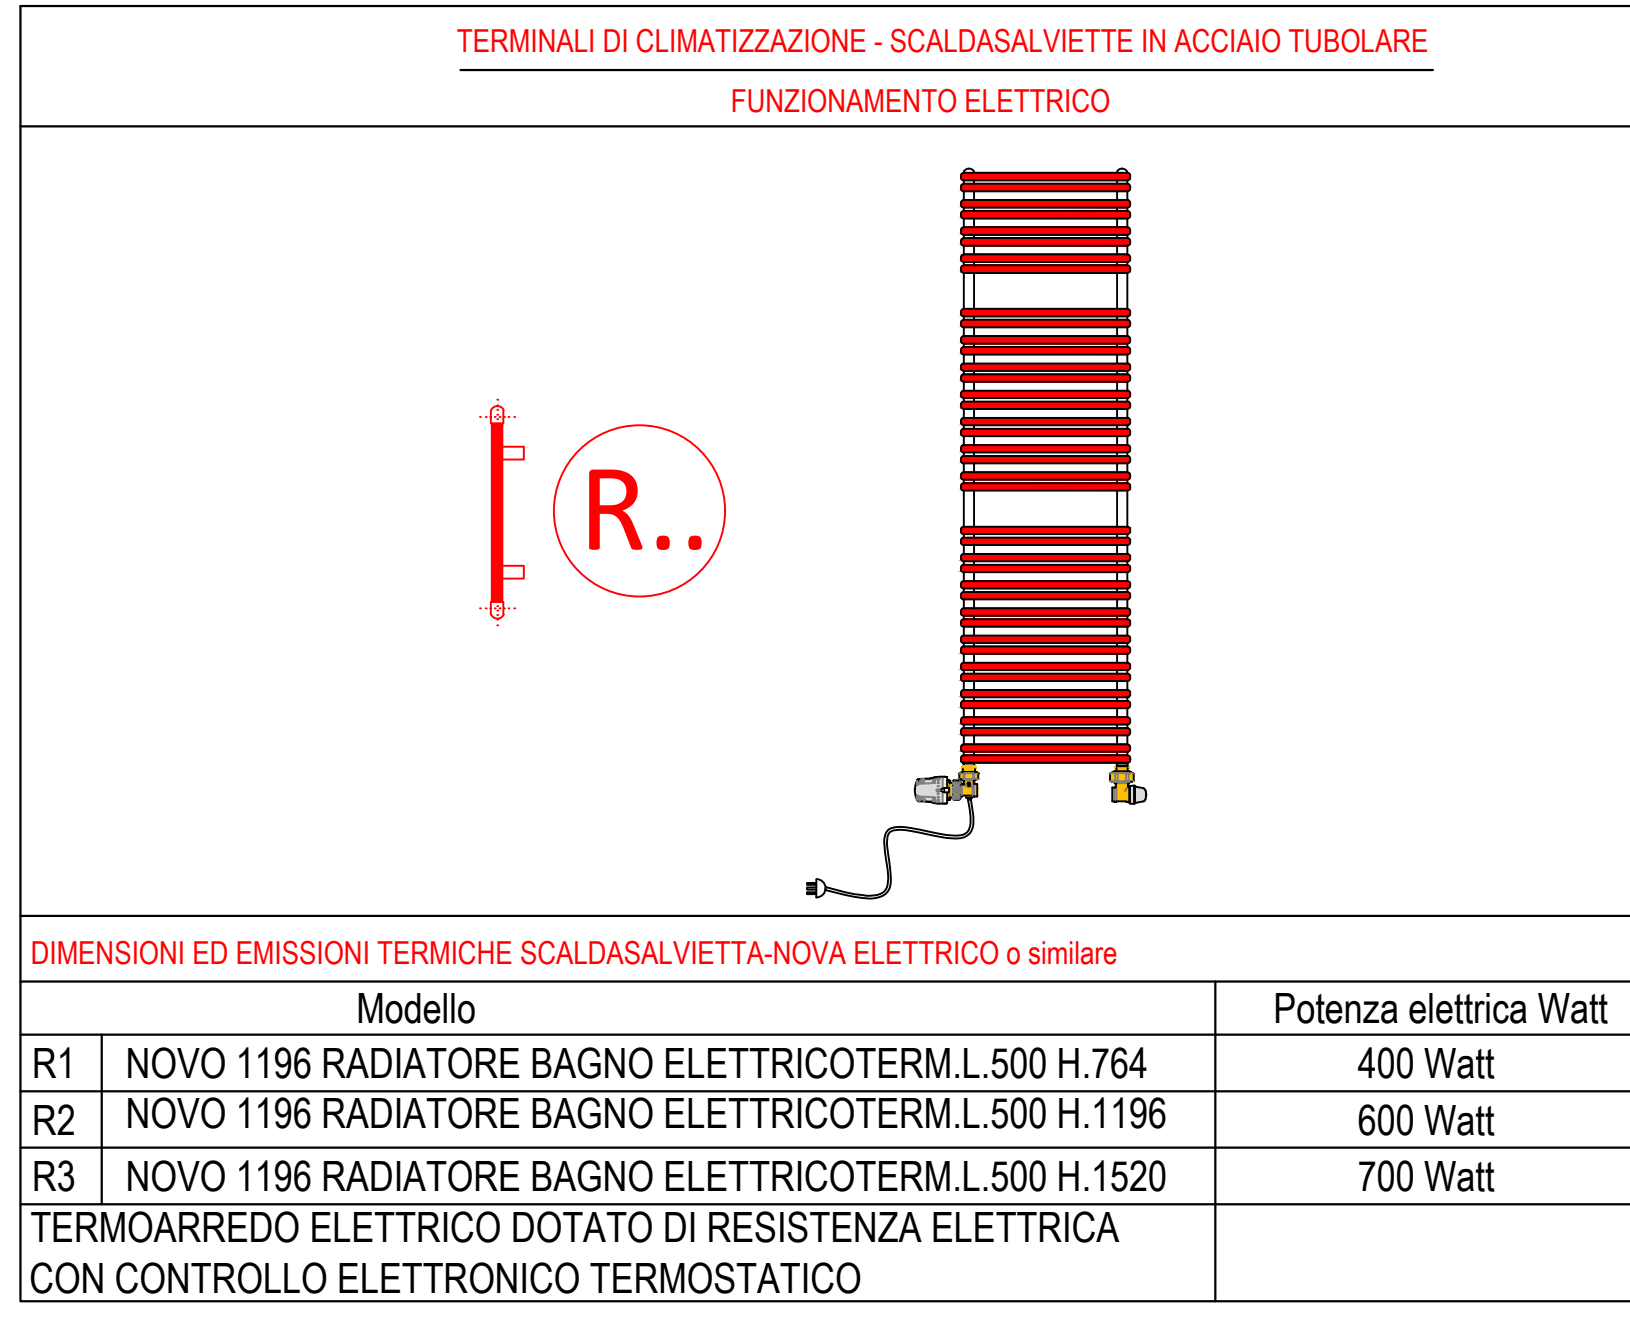 TERMINALI DI CLIMATIZZAZIONE - SCALDASALVIETTE IN ACCIAIO TUBOLARE
FUNZIONAMENTO ELETTRICO
R..
DIMENSIONI ED EMISSIONI TERMICHE SCALDASALVIETTA-NOVA ELETTRICO o similare
Modello Potenza elettrica Watt
R1 NOVO 1196 RADIATORE BAGNO ELETTRICOTERM.L.500 H.764 400 Watt
R2 NOVO 1196 RADIATORE BAGNO ELETTRICOTERM.L.500 H.1196 600 Watt
R3 NOVO 1196 RADIATORE BAGNO ELETTRICOTERM.L.500 H.1520 700 Watt
TERMOARREDO ELETTRICO DOTATO DI RESISTENZA ELETTRICA
CON CONTROLLO ELETTRONICO TERMOSTATICO